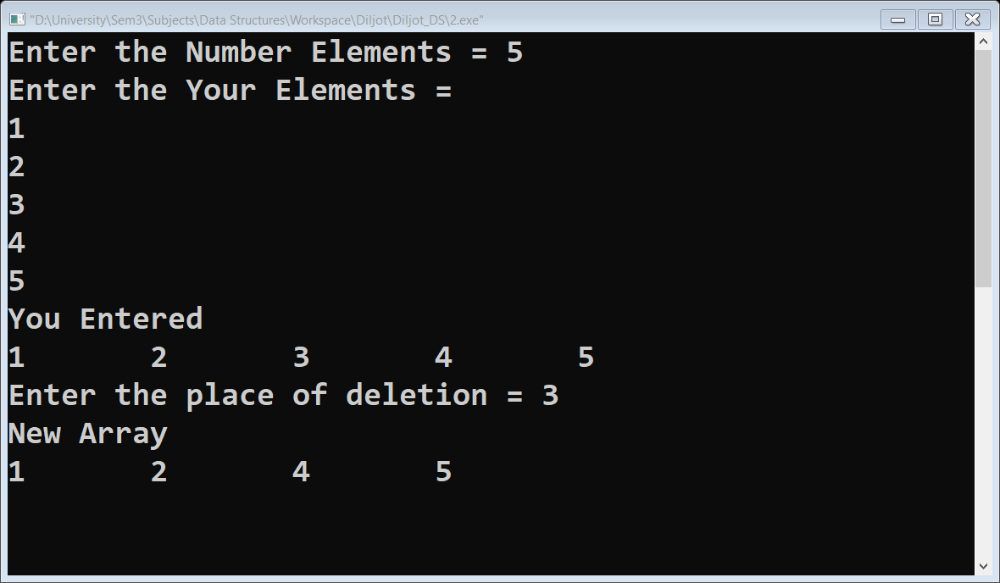 "D:\University\Sem3\Subjects\Data Structures\Workspace\Diljot\Diljot_DS\2.exe"
Enter the Number Elements = 5
Enter the Your Elements =
1
2
3
4
5
You Entered
1 2 3 4 5
Enter the place of deletion = 3
New Array
1 2 4 5